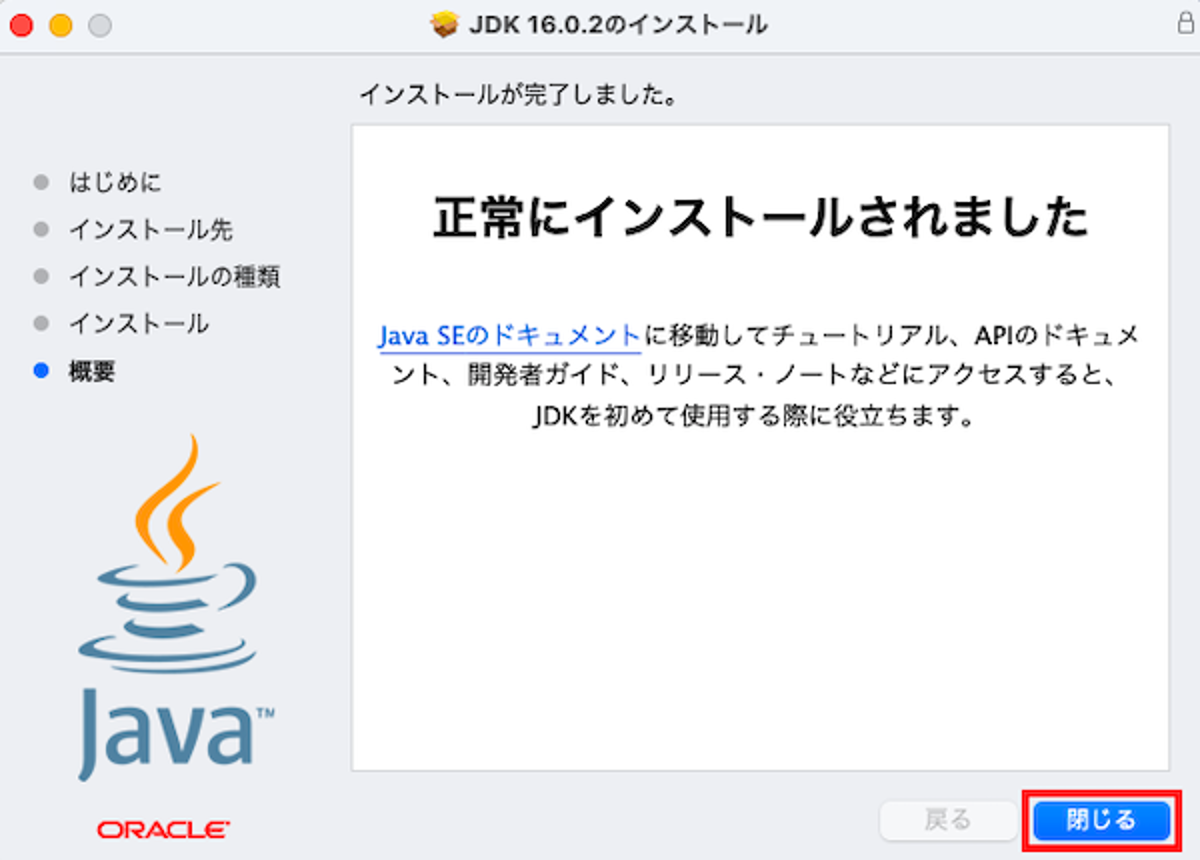 JDK 16.0.2のインストール
インストールが完了しました。
はじめに
インストール先
インストールの種類
インストール
概要
正常にインストールされました
Java SEのドキュメントに移動してチュートリアル、APIのドキュメ
ント、開発者ガイド、リリース・ノートなどにアクセスすると、
JDKを初めて使用する際に役立ちます。
Java™
ORACLE
戻る
閉じる